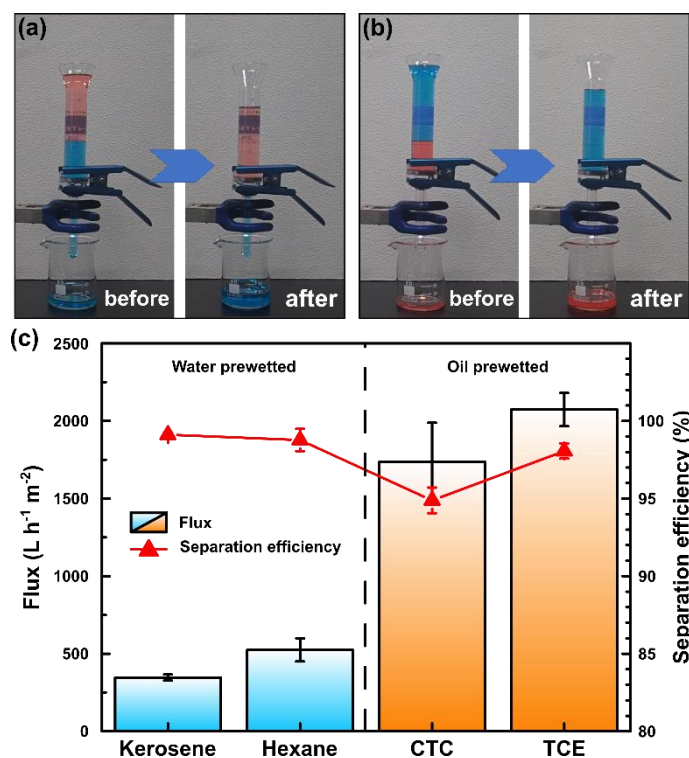 (a)
(b)
before
after
before
after
(c)
2500
2000
1500
1000
500
0
Flux (L h⁻¹ m⁻²)
Water prewetted
Oil prewetted
Flux
Separation efficiency
100
95
90
85
80
Separation efficiency (%)
Kerosene
Hexane
CTC
TCE